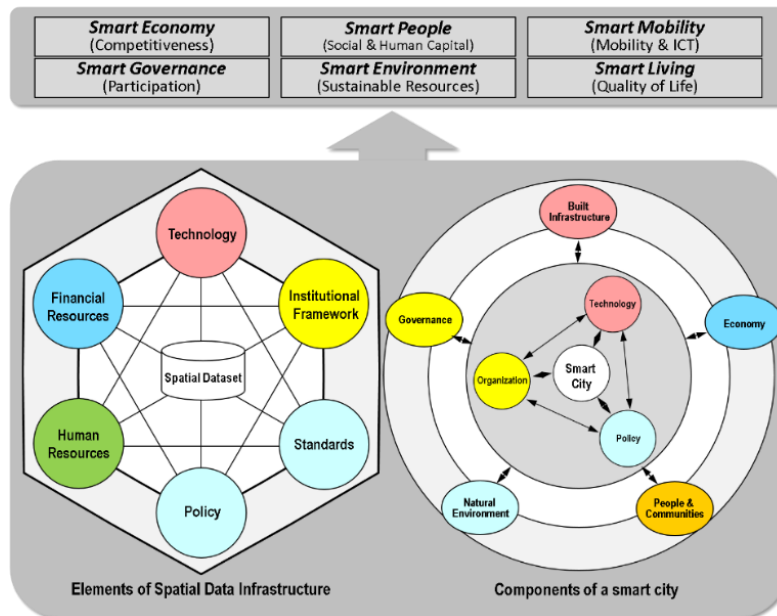 Smart Economy
(Competitiveness)
Smart People
(Social & Human Capital)
Smart Mobility
(Mobility & ICT)
Smart Governance
(Participation)
Smart Environment
(Sustainable Resources)
Smart Living
(Quality of Life)
Technology
Financial
Resources
Institutional
Framework
Spatial Dataset
Human
Resources
Standards
Policy
Elements of Spatial Data Infrastructure
Built
Infrastructure
Governance
Economy
Technology
Organization
Smart
City
Policy
Natural
Environment
People &
Communities
Components of a smart city